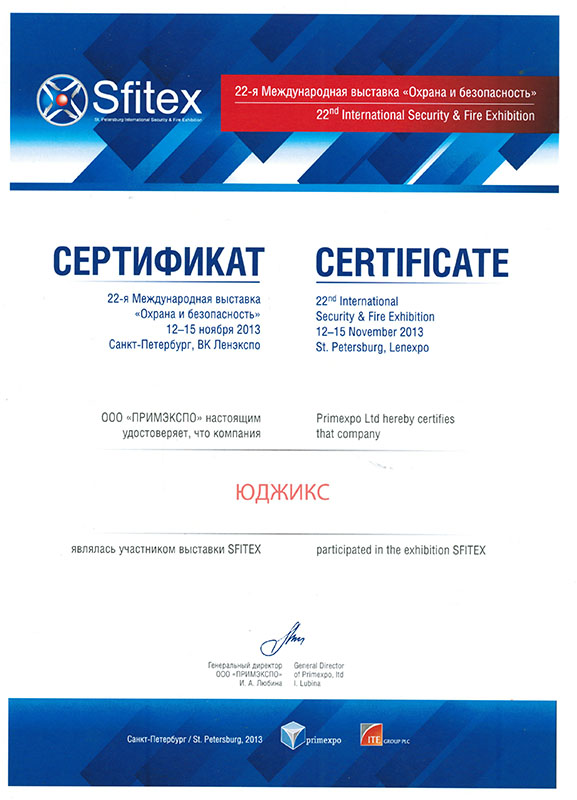 Sfitex
St. Petersburg International Security & Fire Exhibition
22-я Международная выставка «Охрана и безопасность»
22nd International Security & Fire Exhibition
СЕРТИФИКАТ
22-я Международная выставка
«Охрана и безопасность»
12–15 ноября 2013
Санкт-Петербург, ВК Ленэкспо
CERTIFICATE
22nd International
Security & Fire Exhibition
12–15 November 2013
St. Petersburg, Lenexpo
ООО «ПРИМЭКСПО» настоящим
удостоверяет, что компания
Primexpo Ltd hereby certifies
that company
ЮДЖИКС
являлась участником выставки SFITEX
participated in the exhibition SFITEX
Генеральный директор
ООО «ПРИМЭКСПО»
И. А. Любина
General Director
of Primexpo, ltd
I. Lubina
Санкт-Петербург / St. Petersburg, 2013
primexpo
ITE GROUP PLC